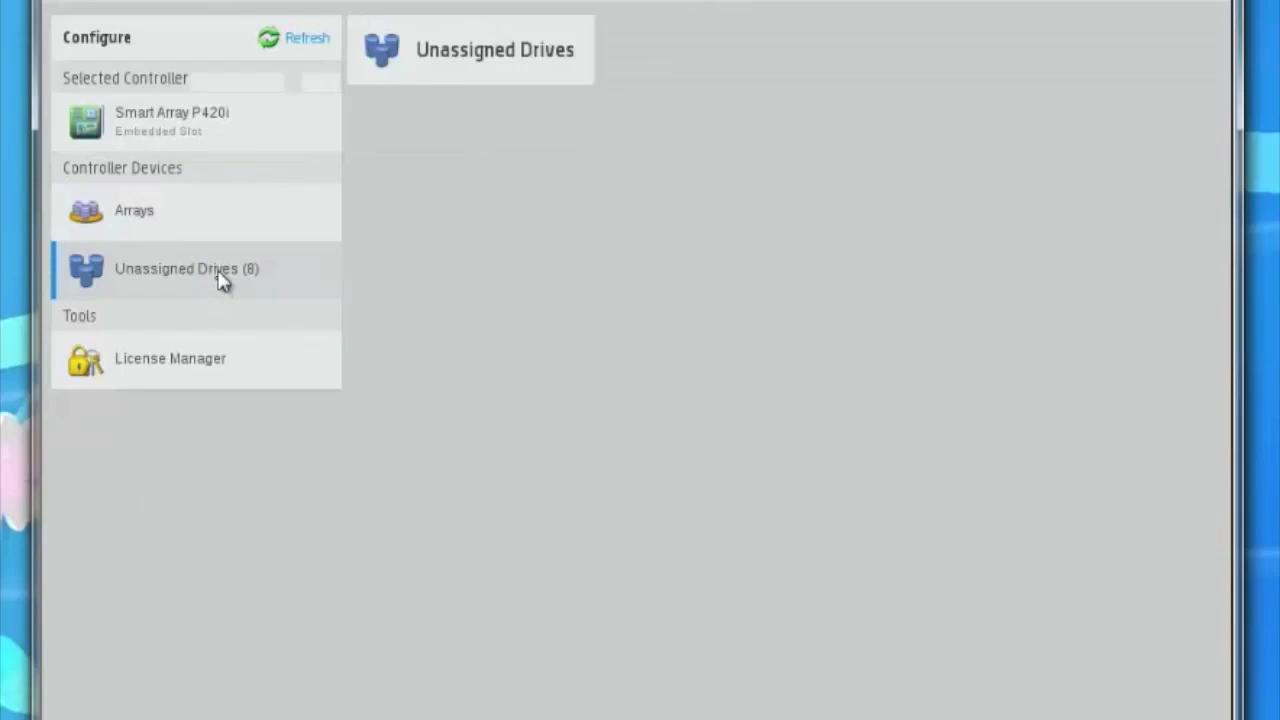 Configure
Refresh
Unassigned Drives
Selected Controller
Smart Array P420i
Embedded Slot
Controller Devices
Arrays
Unassigned Drives (8)
Tools
License Manager